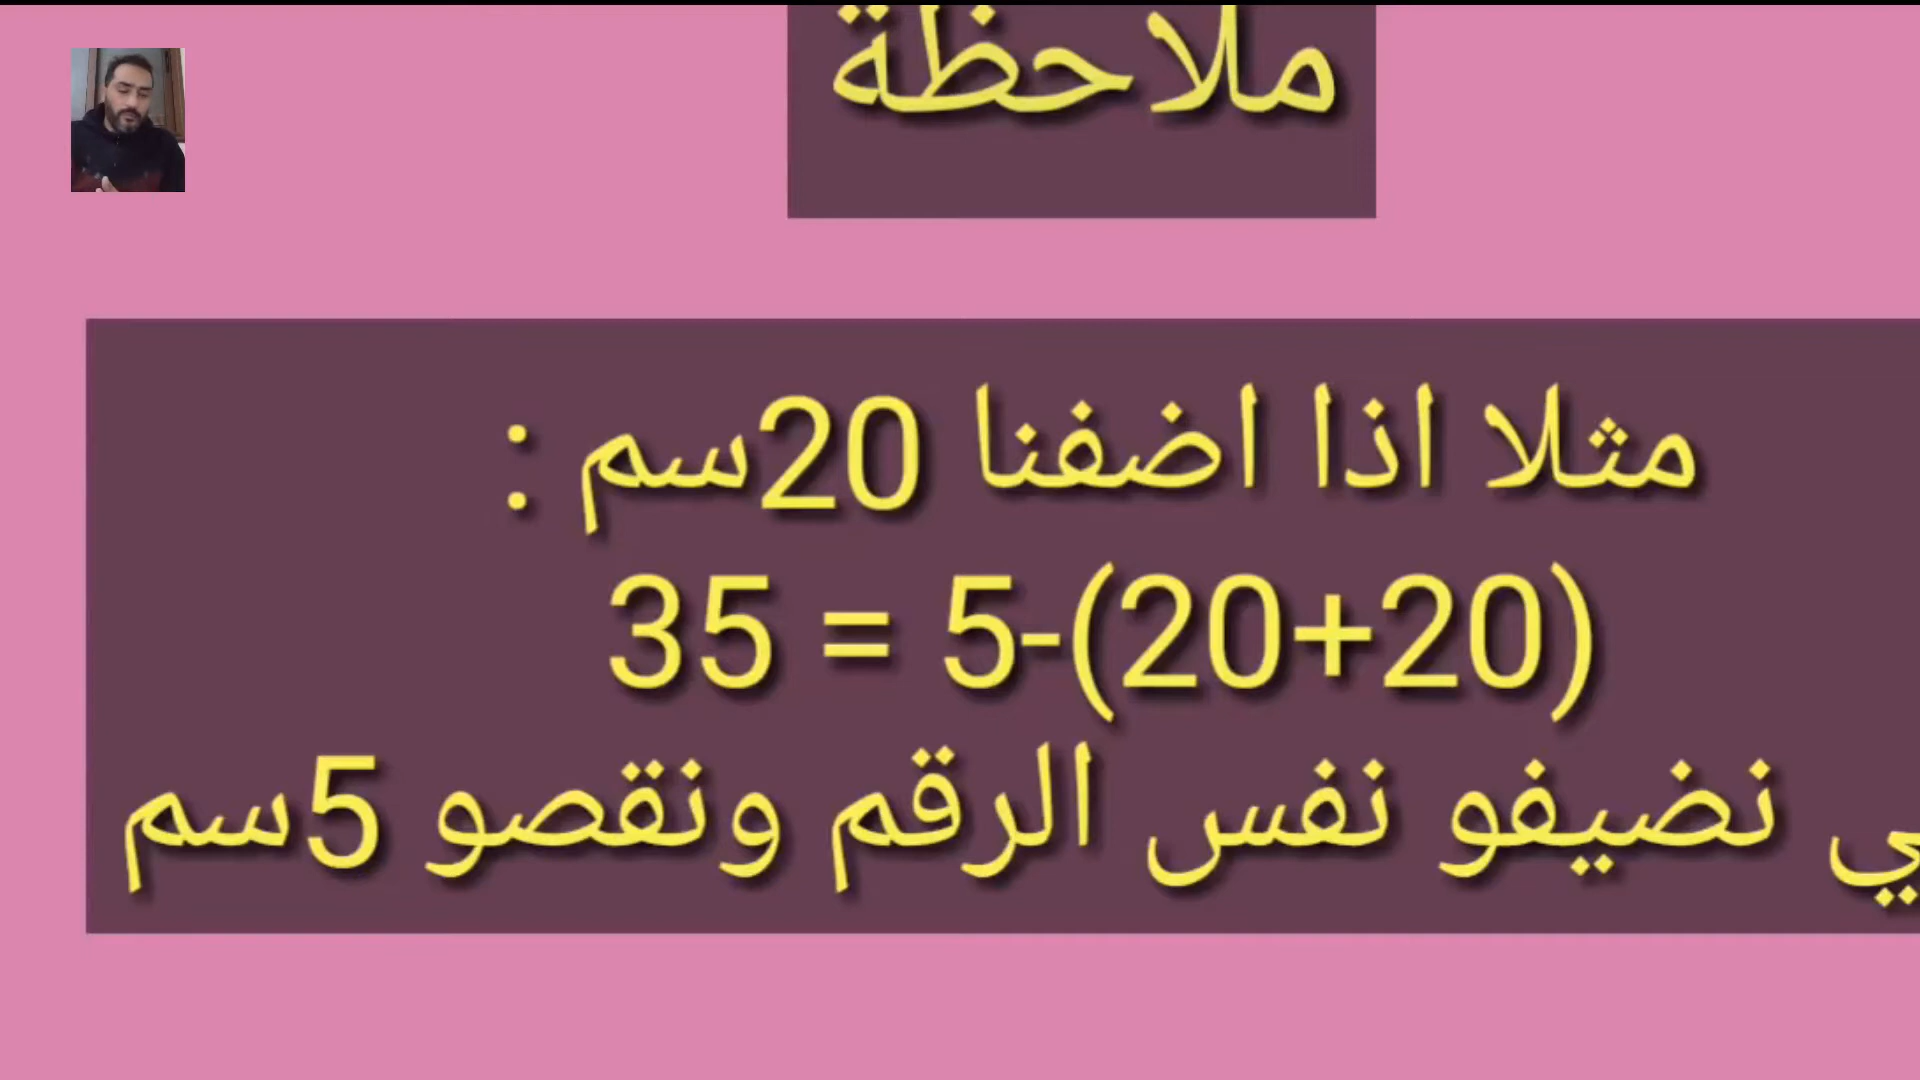 ملاحظة
مثلا اذا اضفنا 20سم :
(20+20)-5 = 35
نضيفو نفس الرقم ونقصو 5سم